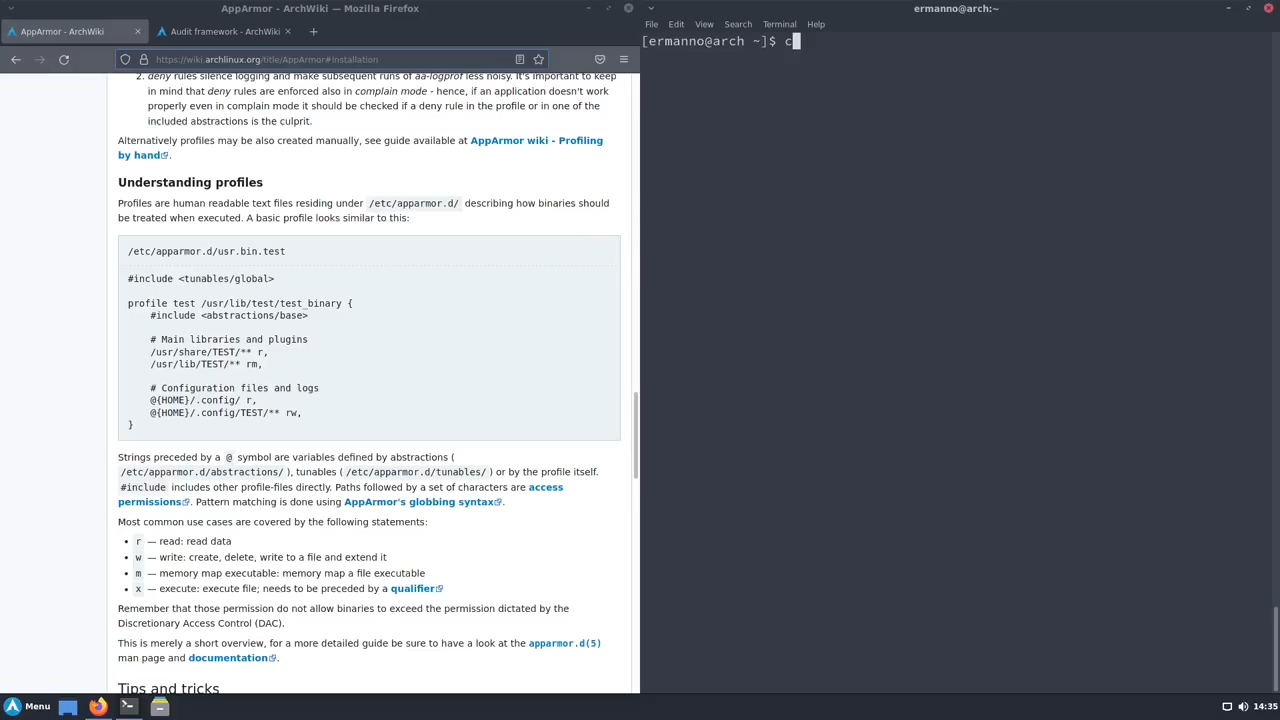 AppArmor - ArchWiki — Mozilla Firefox
AppArmor - ArchWiki
Audit framework - ArchWiki
https://wiki.archlinux.org/title/AppArmor#Installation
2. deny rules silence logging and make subsequent runs of aa-logprof less noisy. It's important to keep
in mind that deny rules are enforced also in complain mode - hence, if an application doesn't work
properly even in complain mode it should be checked if a deny rule in the profile or in one of the
included abstractions is the culprit.
Alternatively profiles may be also created manually, see guide available at AppArmor wiki - Profiling
by hand.
Understanding profiles
Profiles are human readable text files residing under /etc/apparmor.d/ describing how binaries should
be treated when executed. A basic profile looks similar to this:
/etc/apparmor.d/usr.bin.test
#include <tunables/global>
profile test /usr/lib/test/test_binary {
#include <abstractions/base>
# Main libraries and plugins
/usr/share/TEST/** r,
/usr/lib/TEST/** rm,
# Configuration files and logs
@{HOME}/.config/ r,
@{HOME}/.config/TEST/** rw,
}
Strings preceded by a @ symbol are variables defined by abstractions (
/etc/apparmor.d/abstractions/ ), tunables ( /etc/apparmor.d/tunables/ ) or by the profile itself.
#include includes other profile-files directly. Paths followed by a set of characters are access
permissions. Pattern matching is done using AppArmor's globbing syntax.
Most common use cases are covered by the following statements:
• r — read: read data
• w — write: create, delete, write to a file and extend it
• m — memory map executable: memory map a file executable
• x — execute: execute file; needs to be preceded by a qualifier
Remember that those permission do not allow binaries to exceed the permission dictated by the
Discretionary Access Control (DAC).
This is merely a short overview, for a more detailed guide be sure to have a look at the apparmor.d(5)
man page and documentation.
Tips and tricks
ermanno@arch:~
File Edit View Search Terminal Help
[ermanno@arch ~]$ c
Menu
14:35